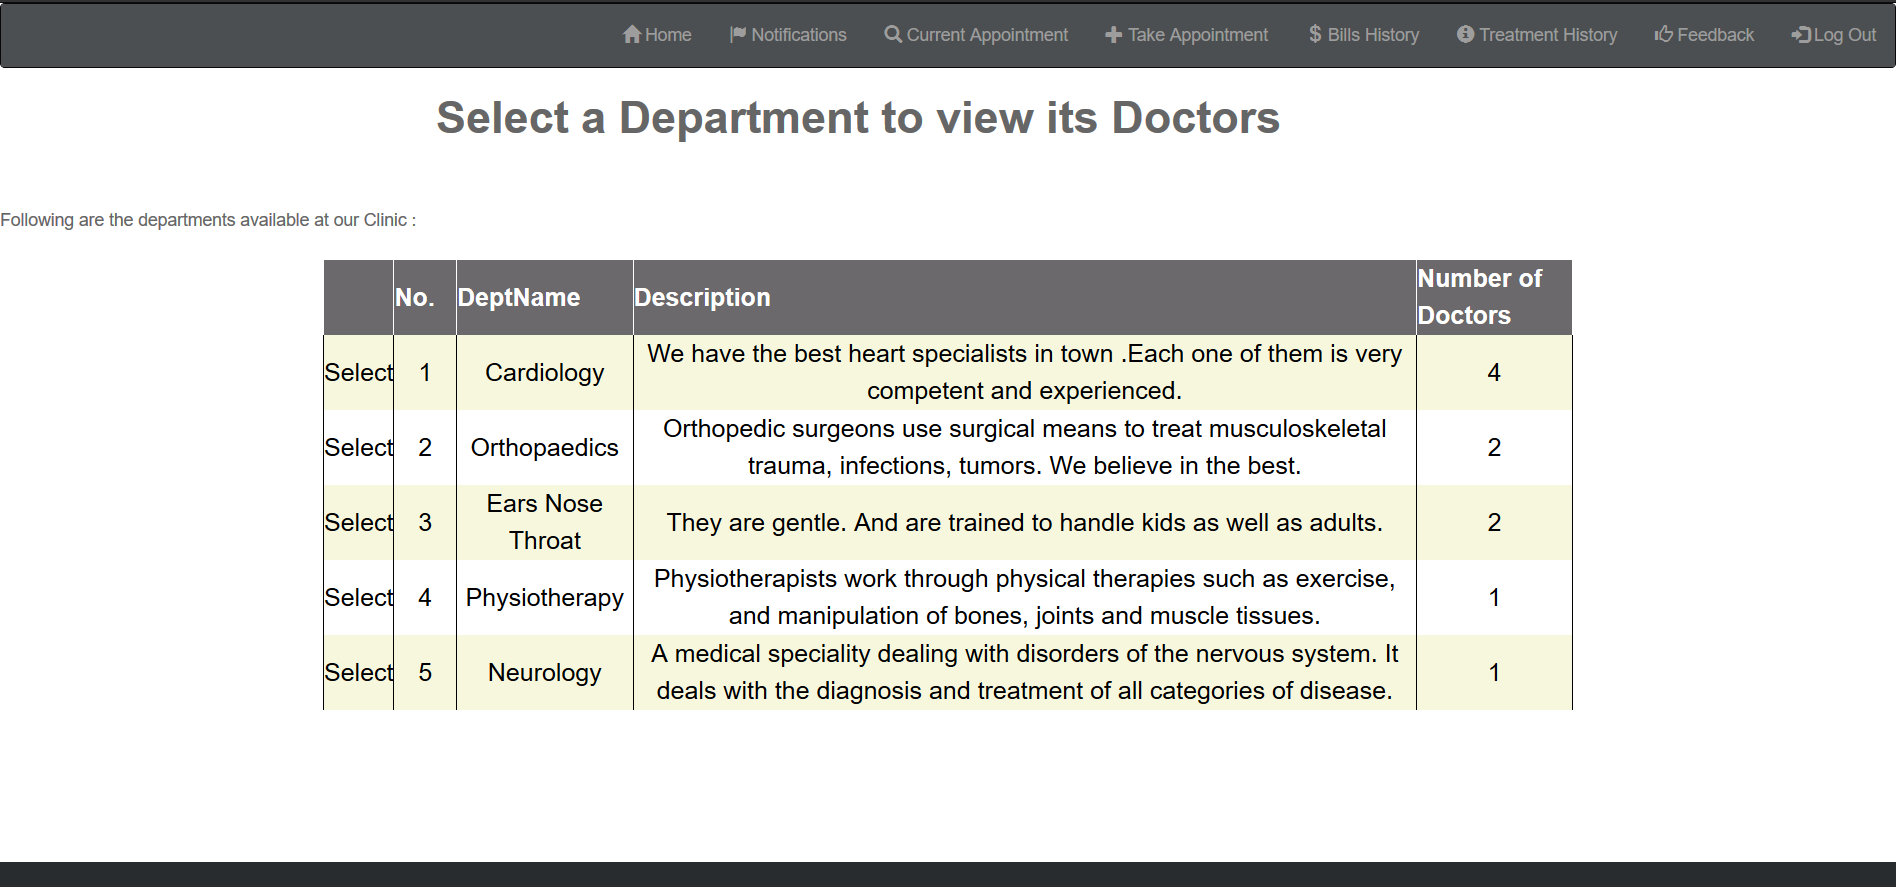 Home Notifications Current Appointment Take Appointment Bills History Treatment History Feedback Log Out
Select a Department to view its Doctors
Following are the departments available at our Clinic :
No. DeptName Description Number of
Doctors
Select 1 Cardiology We have the best heart specialists in town .Each one of them is very
competent and experienced. 4
Select 2 Orthopaedics Orthopedic surgeons use surgical means to treat musculoskeletal
trauma, infections, tumors. We believe in the best. 2
Select 3 Ears Nose
Throat They are gentle. And are trained to handle kids as well as adults. 2
Select 4 Physiotherapy Physiotherapists work through physical therapies such as exercise,
and manipulation of bones, joints and muscle tissues. 1
Select 5 Neurology A medical speciality dealing with disorders of the nervous system. It
deals with the diagnosis and treatment of all categories of disease. 1